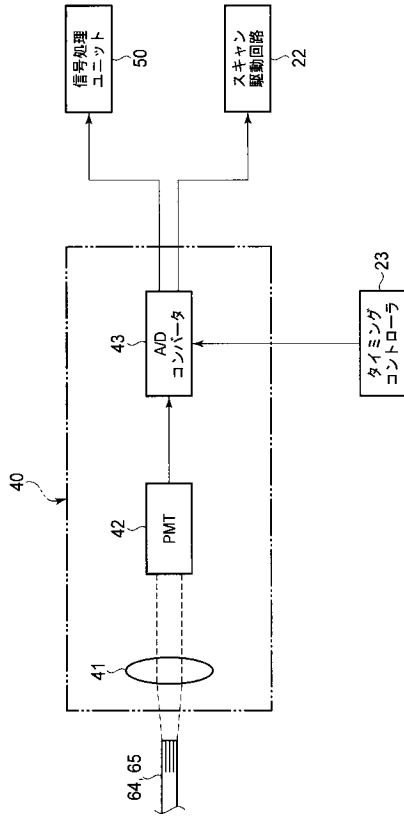 40
64, 65
41
42
PMT
43
A/D
コンバータ
信号処理
ユニット
50
スキャン
駆動回路
22
23
タイミング
コントローラ